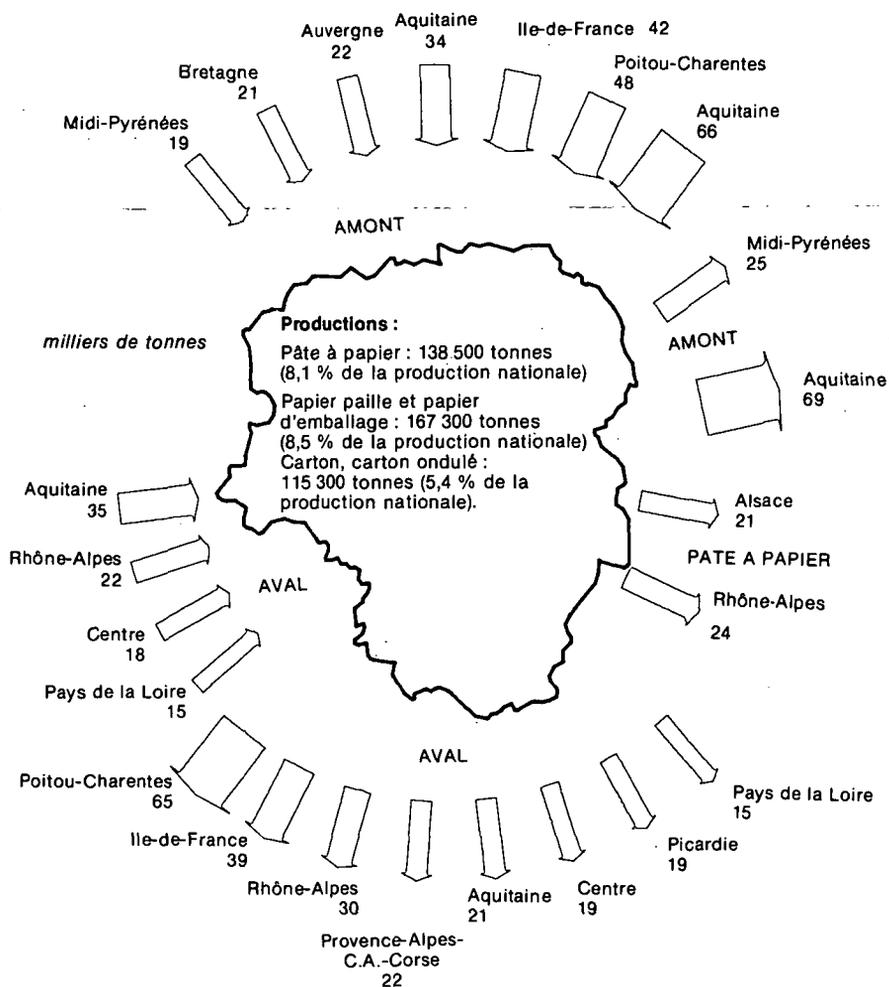 Aquitaine
34
Ile-de-France 42
Auvergne
22
Poitou-Charentes
48
Bretagne
21
Aquitaine
66
Midi-Pyrénées
19
AMONT
Midi-Pyrénées
25
milliers de tonnes
Productions :
Pâte à papier : 138.500 tonnes
(8,1 % de la production nationale)
Papier paille et papier
d'emballage : 167 300 tonnes
(8,5 % de la production nationale)
Carton, carton ondulé :
115 300 tonnes (5,4 % de la
production nationale).
AMONT
Aquitaine
69
Aquitaine
35
Alsace
21
Rhône-Alpes
22
PATE A PAPIER
AVAL
Rhône-Alpes
24
Centre
18
Pays de la Loire
15
AVAL
Poitou-Charentes
65
Pays de la Loire
15
Ile-de-France
39
Picardie
19
Rhône-Alpes
30
Aquitaine
21
Centre
19
Provence-Alpes-
C.A.-Corse
22